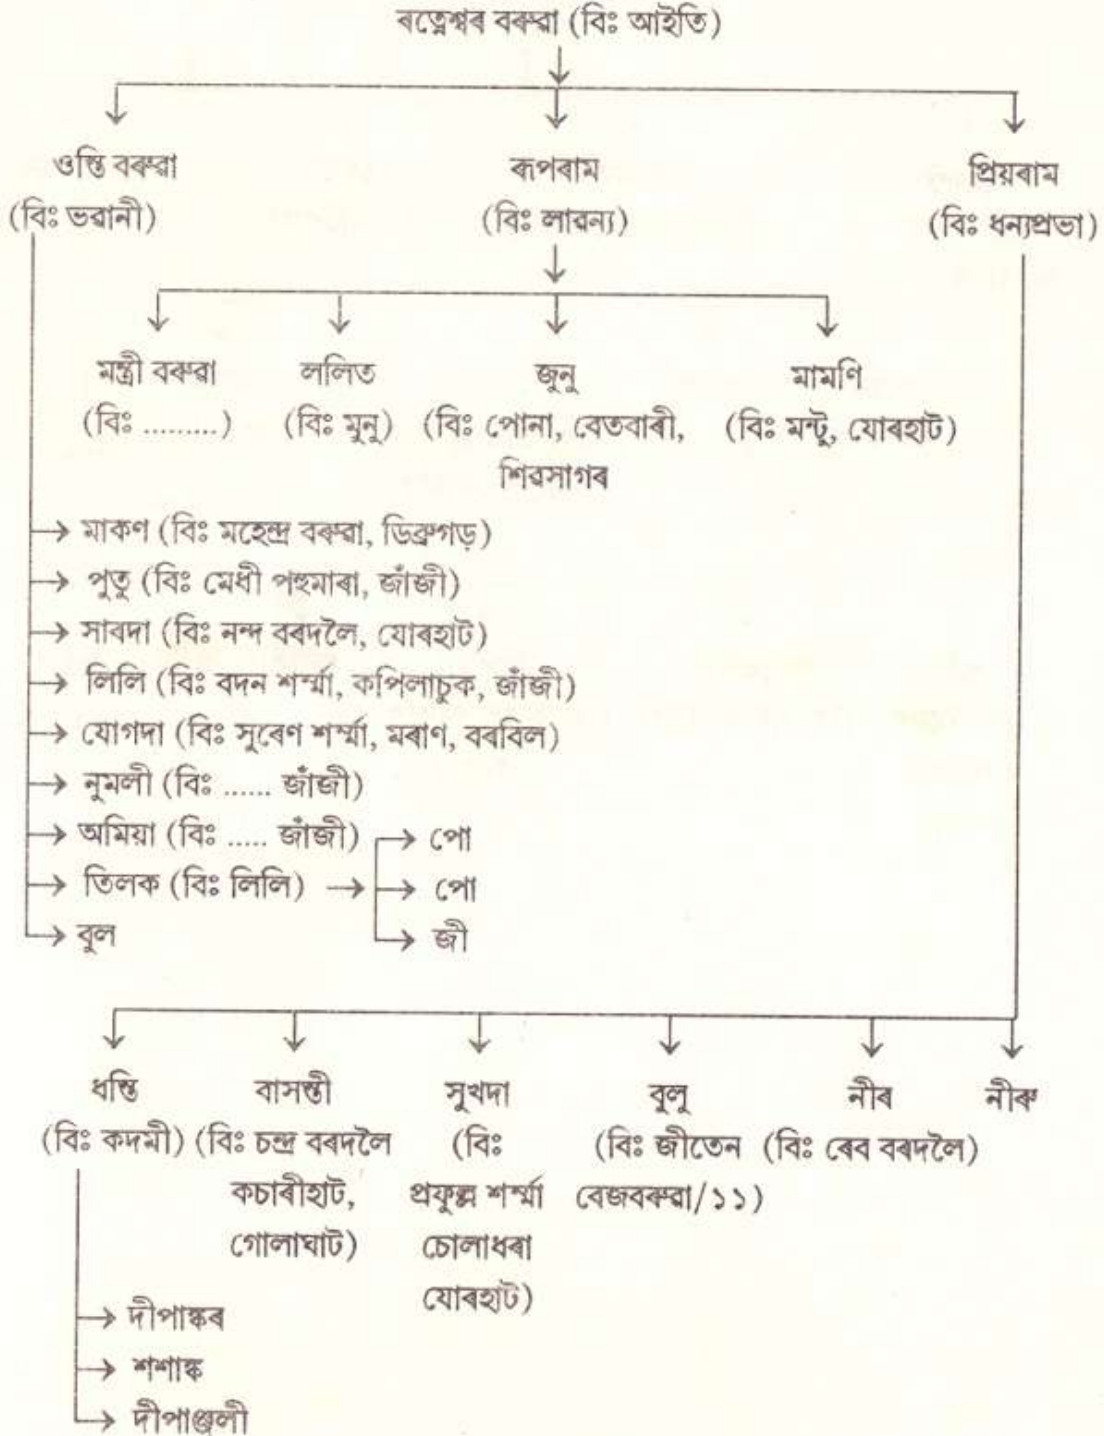 ৰত্নেশ্বৰ বৰুৱা (বিঃ আইতি)
ওন্তি বৰুৱা ৰূপৰাম প্ৰিয়ৰাম
(বিঃ ভৱানী) (বিঃ লাৱন্য) (বিঃ ধন্যপ্ৰভা)
মন্ত্ৰী বৰুৱা ললিত জুনু মামণি
(বিঃ .........) (বিঃ মুনু) (বিঃ পোনা, বেতবাৰী, (বিঃ মন্টু, যোৰহাট)
শিৱসাগৰ
মাকণ (বিঃ মহেন্দ্ৰ বৰুৱা, ডিব্ৰুগড়)
পুতু (বিঃ মেধী পহুমাৰা, জাঁজী)
সাবদা (বিঃ নন্দ বৰদলৈ, যোৰহাট)
লিলি (বিঃ বদন শৰ্ম্মা, কপিলাচুক, জাঁজী)
যোগদা (বিঃ সুৰেণ শৰ্ম্মা, মৰাণ, বৰবিল)
নুমলী (বিঃ ...... জাঁজী)
অমিয়া (বিঃ ..... জাঁজী) পো
তিলক (বিঃ লিলি) পো
বুল জী
ধন্তি বাসন্তী সুখদা বুলু নীৰ নীৰু
(বিঃ কদমী) (বিঃ চন্দ্ৰ বৰদলৈ (বিঃ (বিঃ জীতেন (বিঃ ৰেব বৰদলৈ)
কচাৰীহাট, প্ৰফুল্ল শৰ্ম্মা বেজবৰুৱা/১১)
গোলাঘাট) চোলাধৰা
যোৰহাট)
দীপাঙ্কৰ
শশাঙ্ক
দীপাঞ্জলী